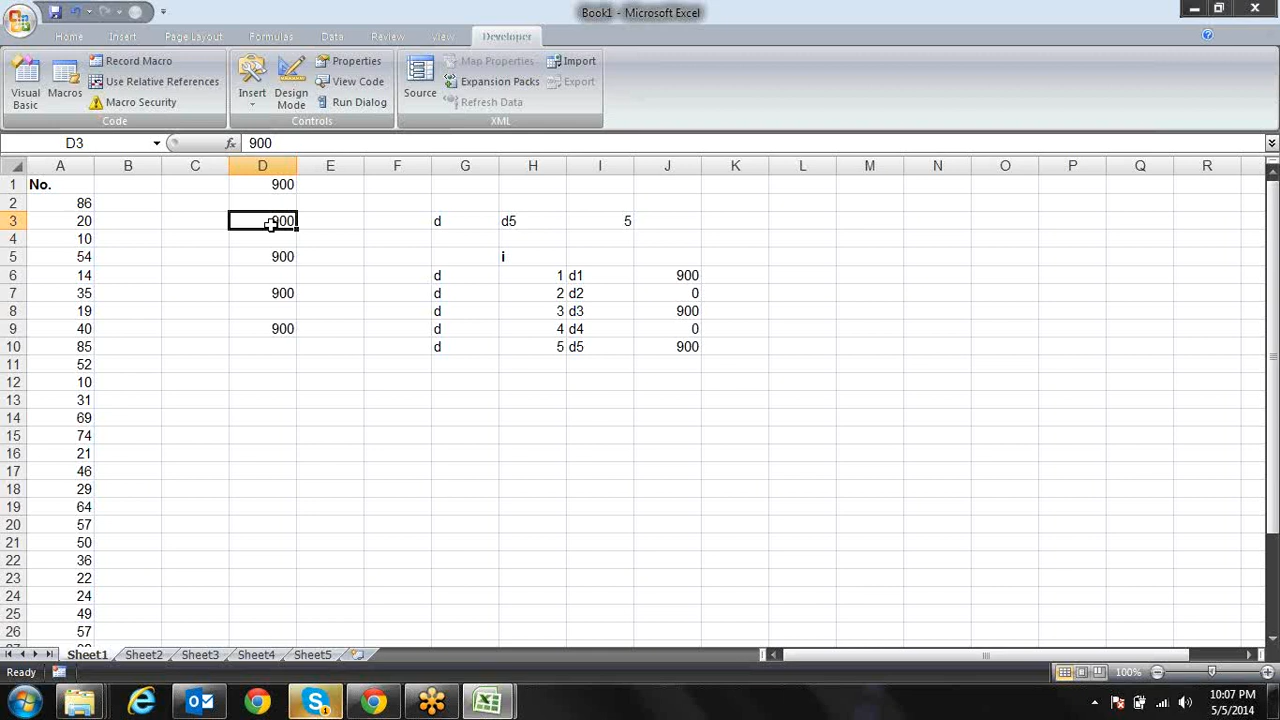 Book1 - Microsoft Excel
Home Insert Page Layout Formulas Data Review View Developer
Visual Basic
Macros
Record Macro
Use Relative References
Macro Security
Code
Insert
Design Mode
Properties
View Code
Run Dialog
Controls
Source
Map Properties
Expansion Packs
Refresh Data
Import
Export
XML
D3 fx 900
A B C D E F G H I J K L M N O P Q R
1 No. 900
2 86
3 20 900 d d5 5
4 10
5 54 900 i
6 14 d 1 d1 900
7 35 900 d 2 d2 0
8 19 d 3 d3 900
9 40 900 d 4 d4 0
10 85 d 5 d5 900
11 52
12 10
13 31
14 69
15 74
16 21
17 46
18 29
19 64
20 57
21 50
22 36
23 22
24 24
25 49
26 57
Sheet1 Sheet2 Sheet3 Sheet4 Sheet5
Ready 100%
10:07 PM
5/5/2014